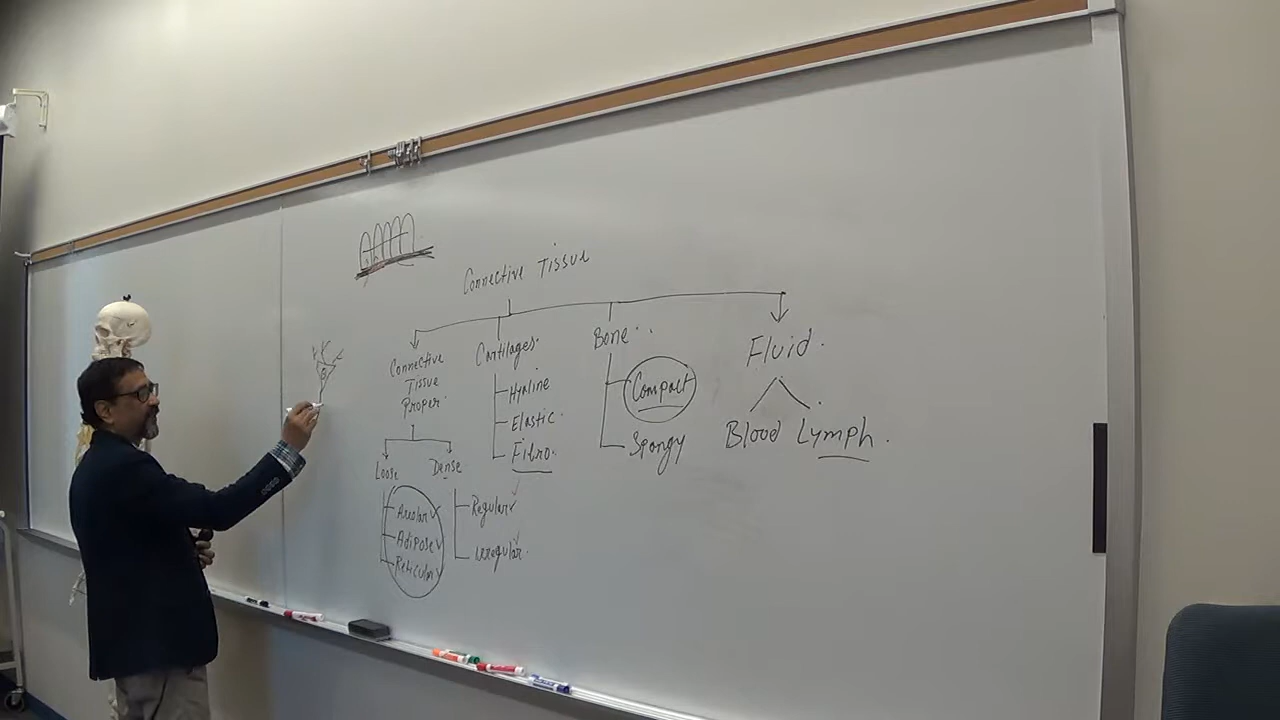 Connective Tissue
Connective
Tissue
Proper.
Cartilages.
Bone..
Fluid.
Hyaline
Elastic.
Fibro.
Compact
Spongy
Blood Lymph.
Loose
Dense
Areolar ✓
Adipose ✓
Reticular ✓
Regular ✓
irregular.